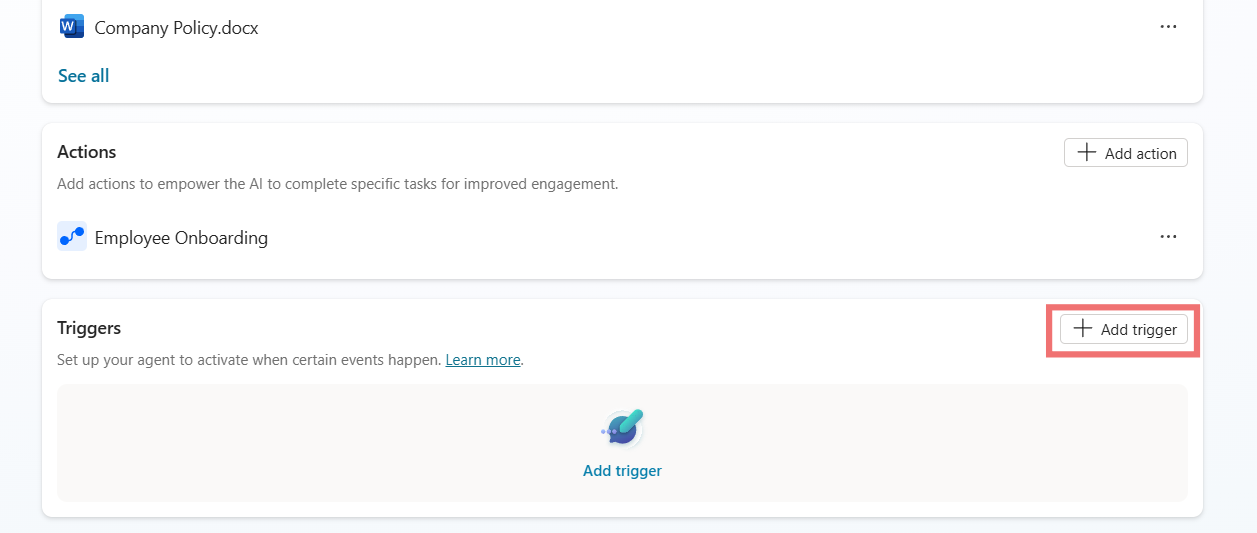 W Company Policy.docx
See all
Actions
Add action
Add actions to empower the AI to complete specific tasks for improved engagement.
Employee Onboarding
Triggers
Add trigger
Set up your agent to activate when certain events happen. Learn more.
Add trigger